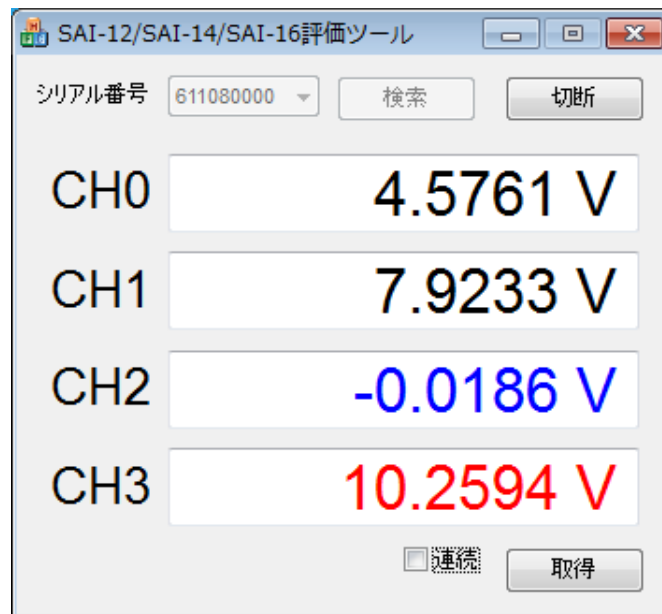 SAI-12/SAI-14/SAI-16評価ツール
シリアル番号 611080000 検索 切断
CH0 4.5761 V
CH1 7.9233 V
CH2 -0.0186 V
CH3 10.2594 V
連続 取得